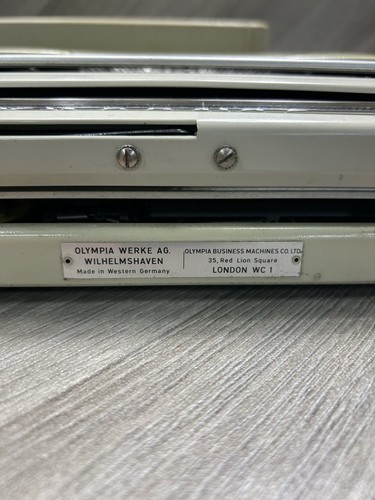 OLYMPIA WERKE AG.
WILHELMSHAVEN
Made in Western Germany
OLYMPIA BUSINESS MACHINES CO. LTD.
35, Red Lion Square
LONDON WC 1